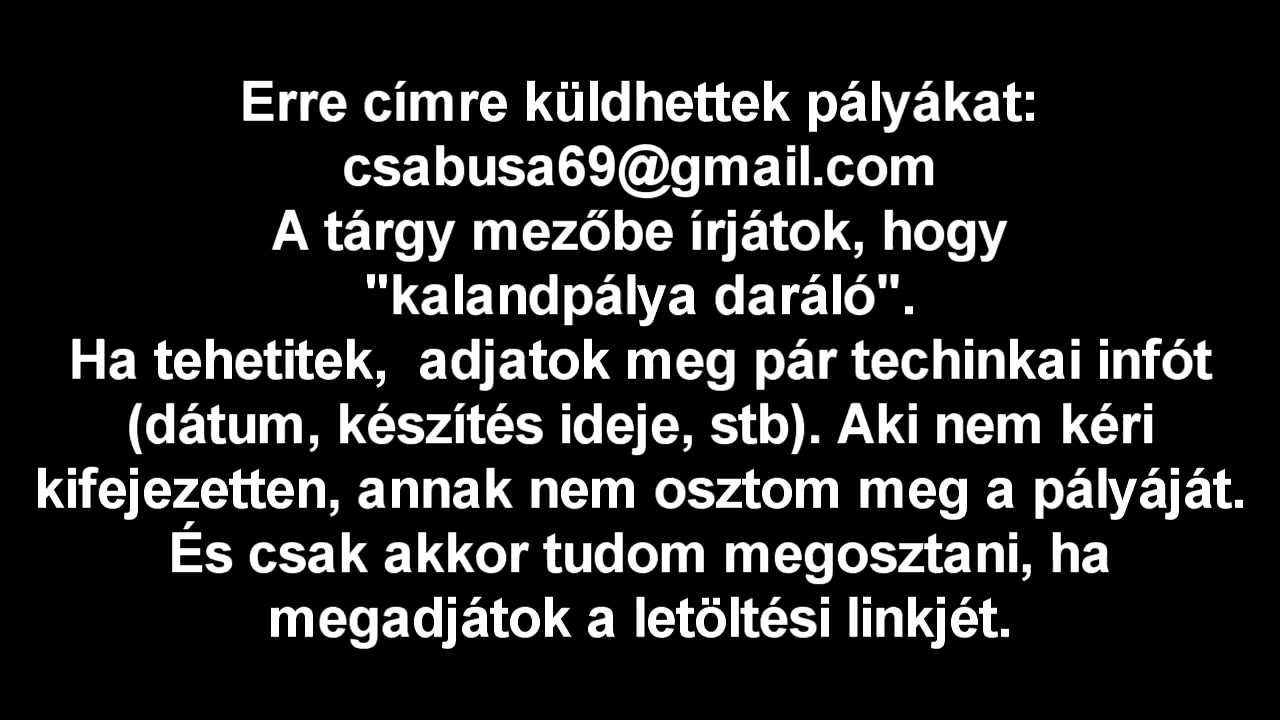 Erre címre küldhettek pályákat:
csabusa69@gmail.com
A tárgy mezőbe írjátok, hogy
"kalandpálya daráló".
Ha tehetitek,  adjatok meg pár techinkai infót
(dátum, készítés ideje, stb). Aki nem kéri
kifejezetten, annak nem osztom meg a pályáját.
És csak akkor tudom megosztani, ha
megadjátok a letöltési linkjét.